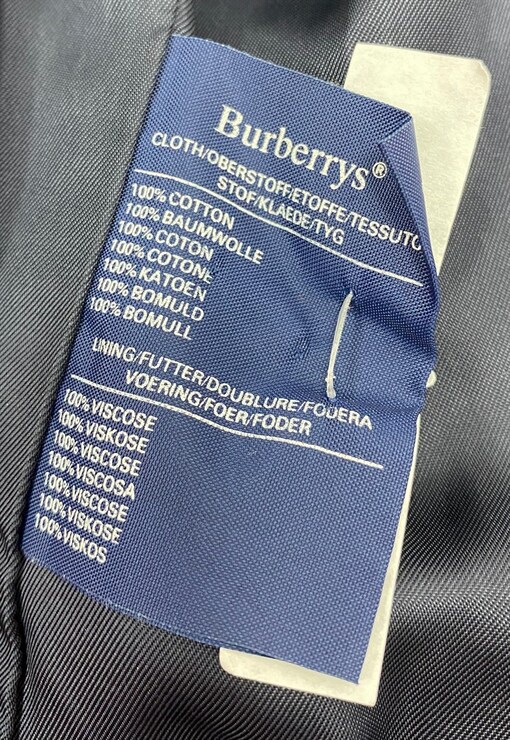 Burberrys®
CLOTH/OBERSTOFF/ETOFFE/TESSUTO
STOF/KLAEDE/TYG
100% COTTON
100% BAUMWOLLE
100% COTON
100% COTONE
100% KATOEN
100% BOMULD
100% BOMULL
LINING/FUTTER/DOUBLURE/FODERA
VOERING/FOER/FODER
100% VISCOSE
100% VISKOSE
100% VISCOSE
100% VISCOSA
100% VISCOSE
100% VISKOSE
100% VISKOS